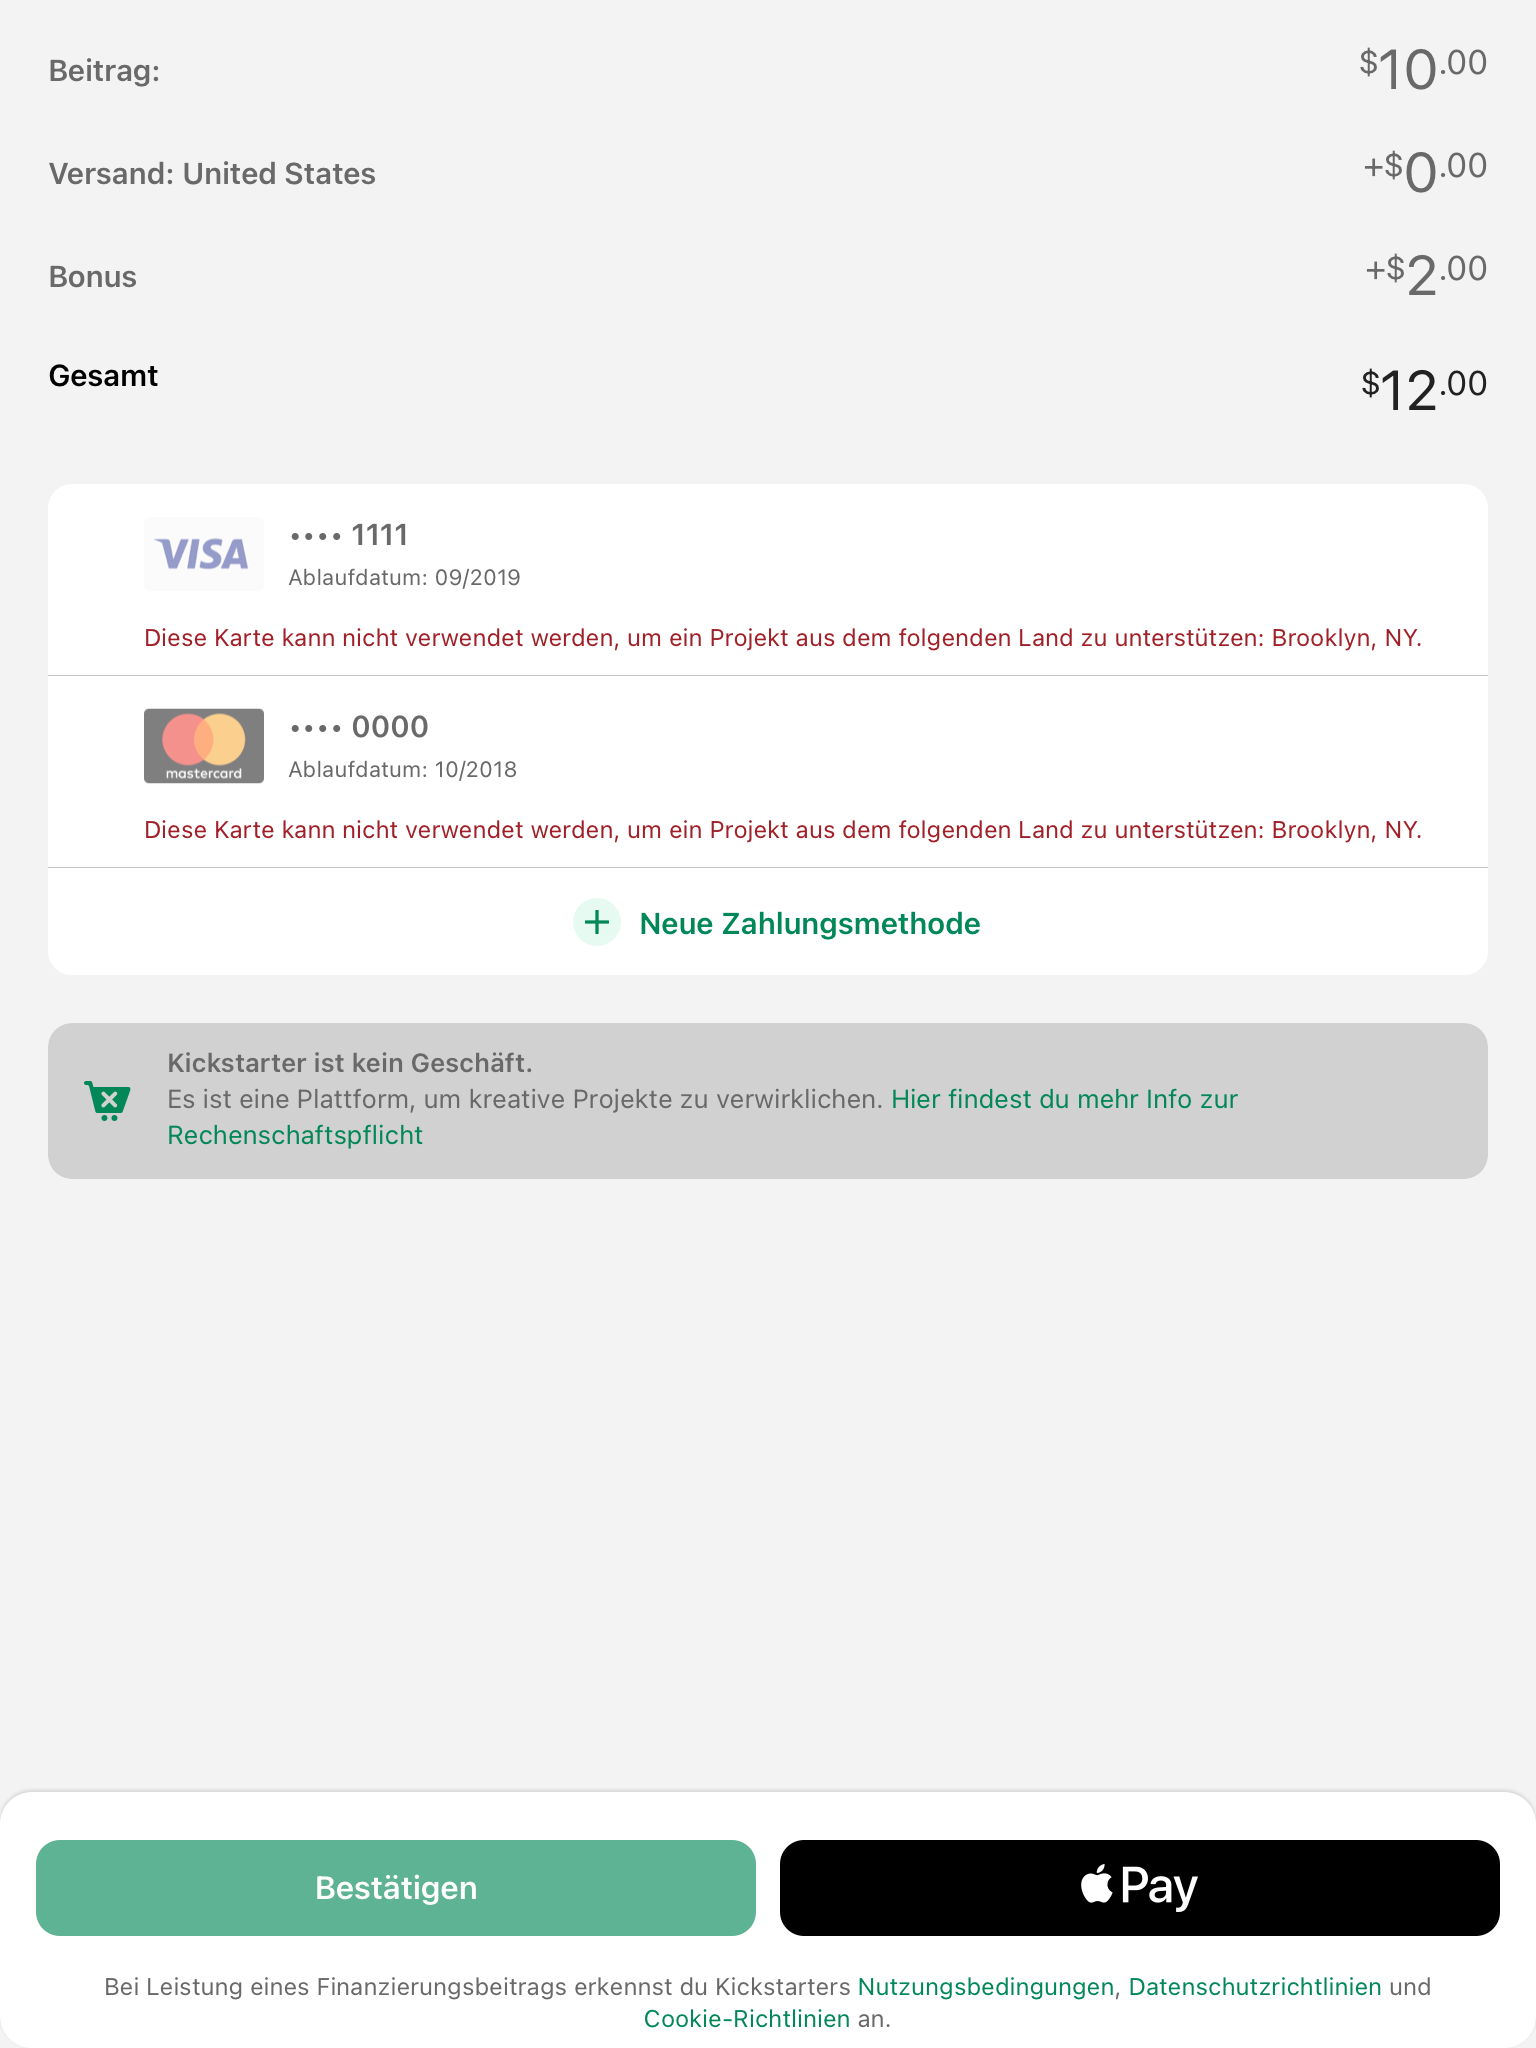 Beitrag: $10.00
Versand: United States +$0.00
Bonus +$2.00
Gesamt $12.00
VISA •••• 1111
Ablaufdatum: 09/2019
Diese Karte kann nicht verwendet werden, um ein Projekt aus dem folgenden Land zu unterstützen: Brooklyn, NY.
•••• 0000
mastercard Ablaufdatum: 10/2018
Diese Karte kann nicht verwendet werden, um ein Projekt aus dem folgenden Land zu unterstützen: Brooklyn, NY.
Neue Zahlungsmethode
Kickstarter ist kein Geschäft.
Es ist eine Plattform, um kreative Projekte zu verwirklichen. Hier findest du mehr Info zur
Rechenschaftspflicht
Bestätigen Pay
Bei Leistung eines Finanzierungsbeitrags erkennst du Kickstarters Nutzungsbedingungen, Datenschutzrichtlinien und
Cookie-Richtlinien an.